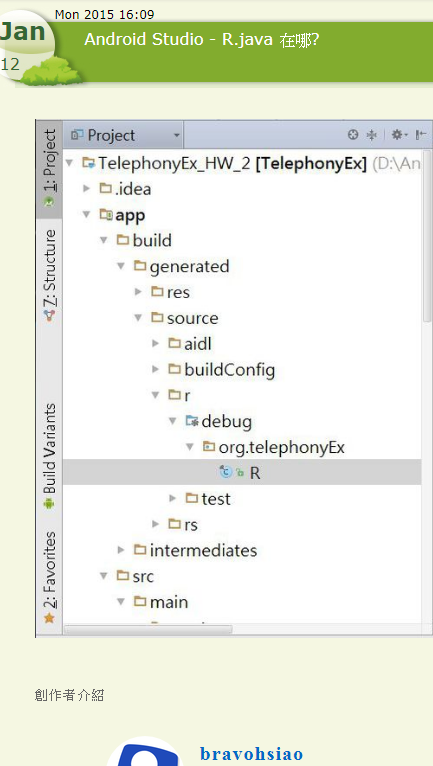 Mon 2015 16:09
Jan
12
Android Studio - R.java 在哪?
1: Project
Z: Structure
Build Variants
2: Favorites
Project
TelephonyEx_HW_2 [TelephonyEx] (D:\An
.idea
app
build
generated
res
source
aidl
buildConfig
r
debug
org.telephonyEx
R
test
rs
intermediates
src
main
創作者介紹
bravohsiao